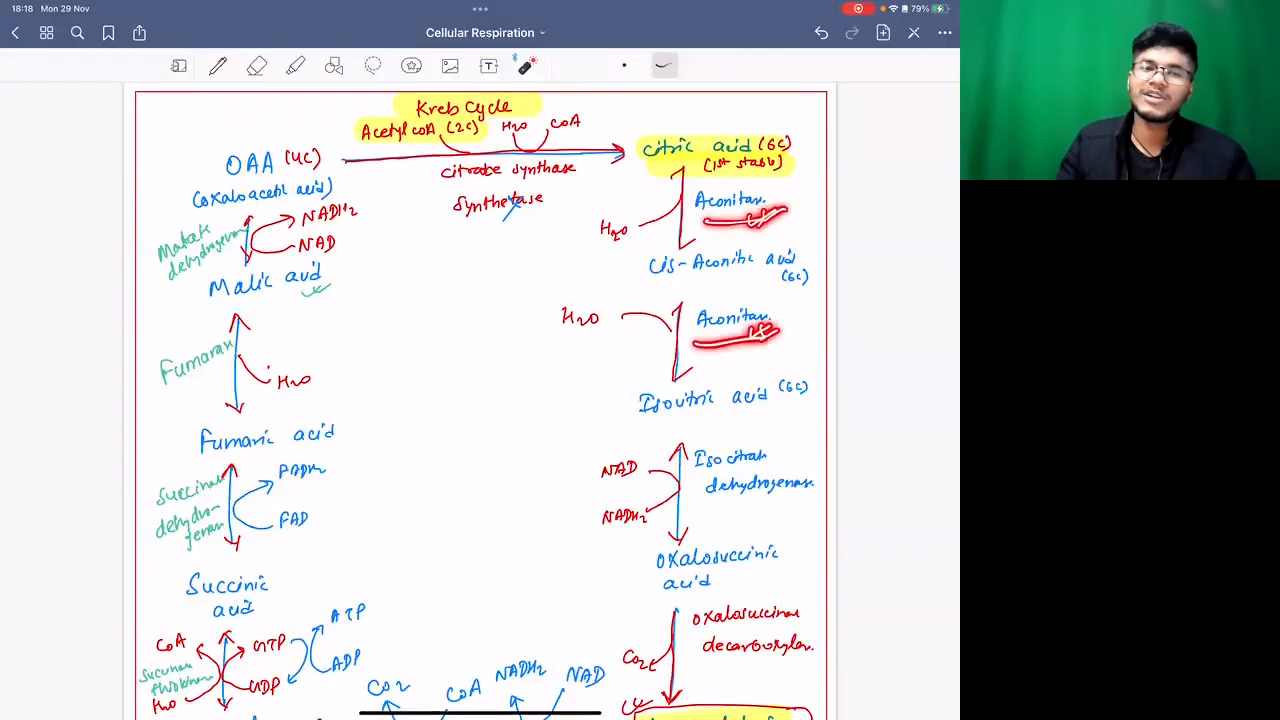 18:18 Mon 29 Nov
79%
Cellular Respiration
Kreb Cycle
Acetyl CoA (2C)
H2O
CoA
OAA (4C)
(oxaloacetic acid)
citrate synthase
Synthetase
Citric acid (6C)
(1st stable)
Aconitase
H2O
Cis-Aconitic acid
(6C)
NADH2
NAD
Malate
dehydrogenase
Malic acid
H2O
Aconitase
Isocitric acid (6C)
Fumarase
H2O
Fumaric acid
NAD
NADH2
Isocitrate
dehydrogenase
FADH2
FAD
Succinate
dehydro-
genase
Oxalosuccinic
acid
Succinic
acid
Oxalosuccinate
decarboxylase
CO2
CoA
GTP
GDP
H2O
ATP
ADP
CO2
CoA
NADH2
NAD